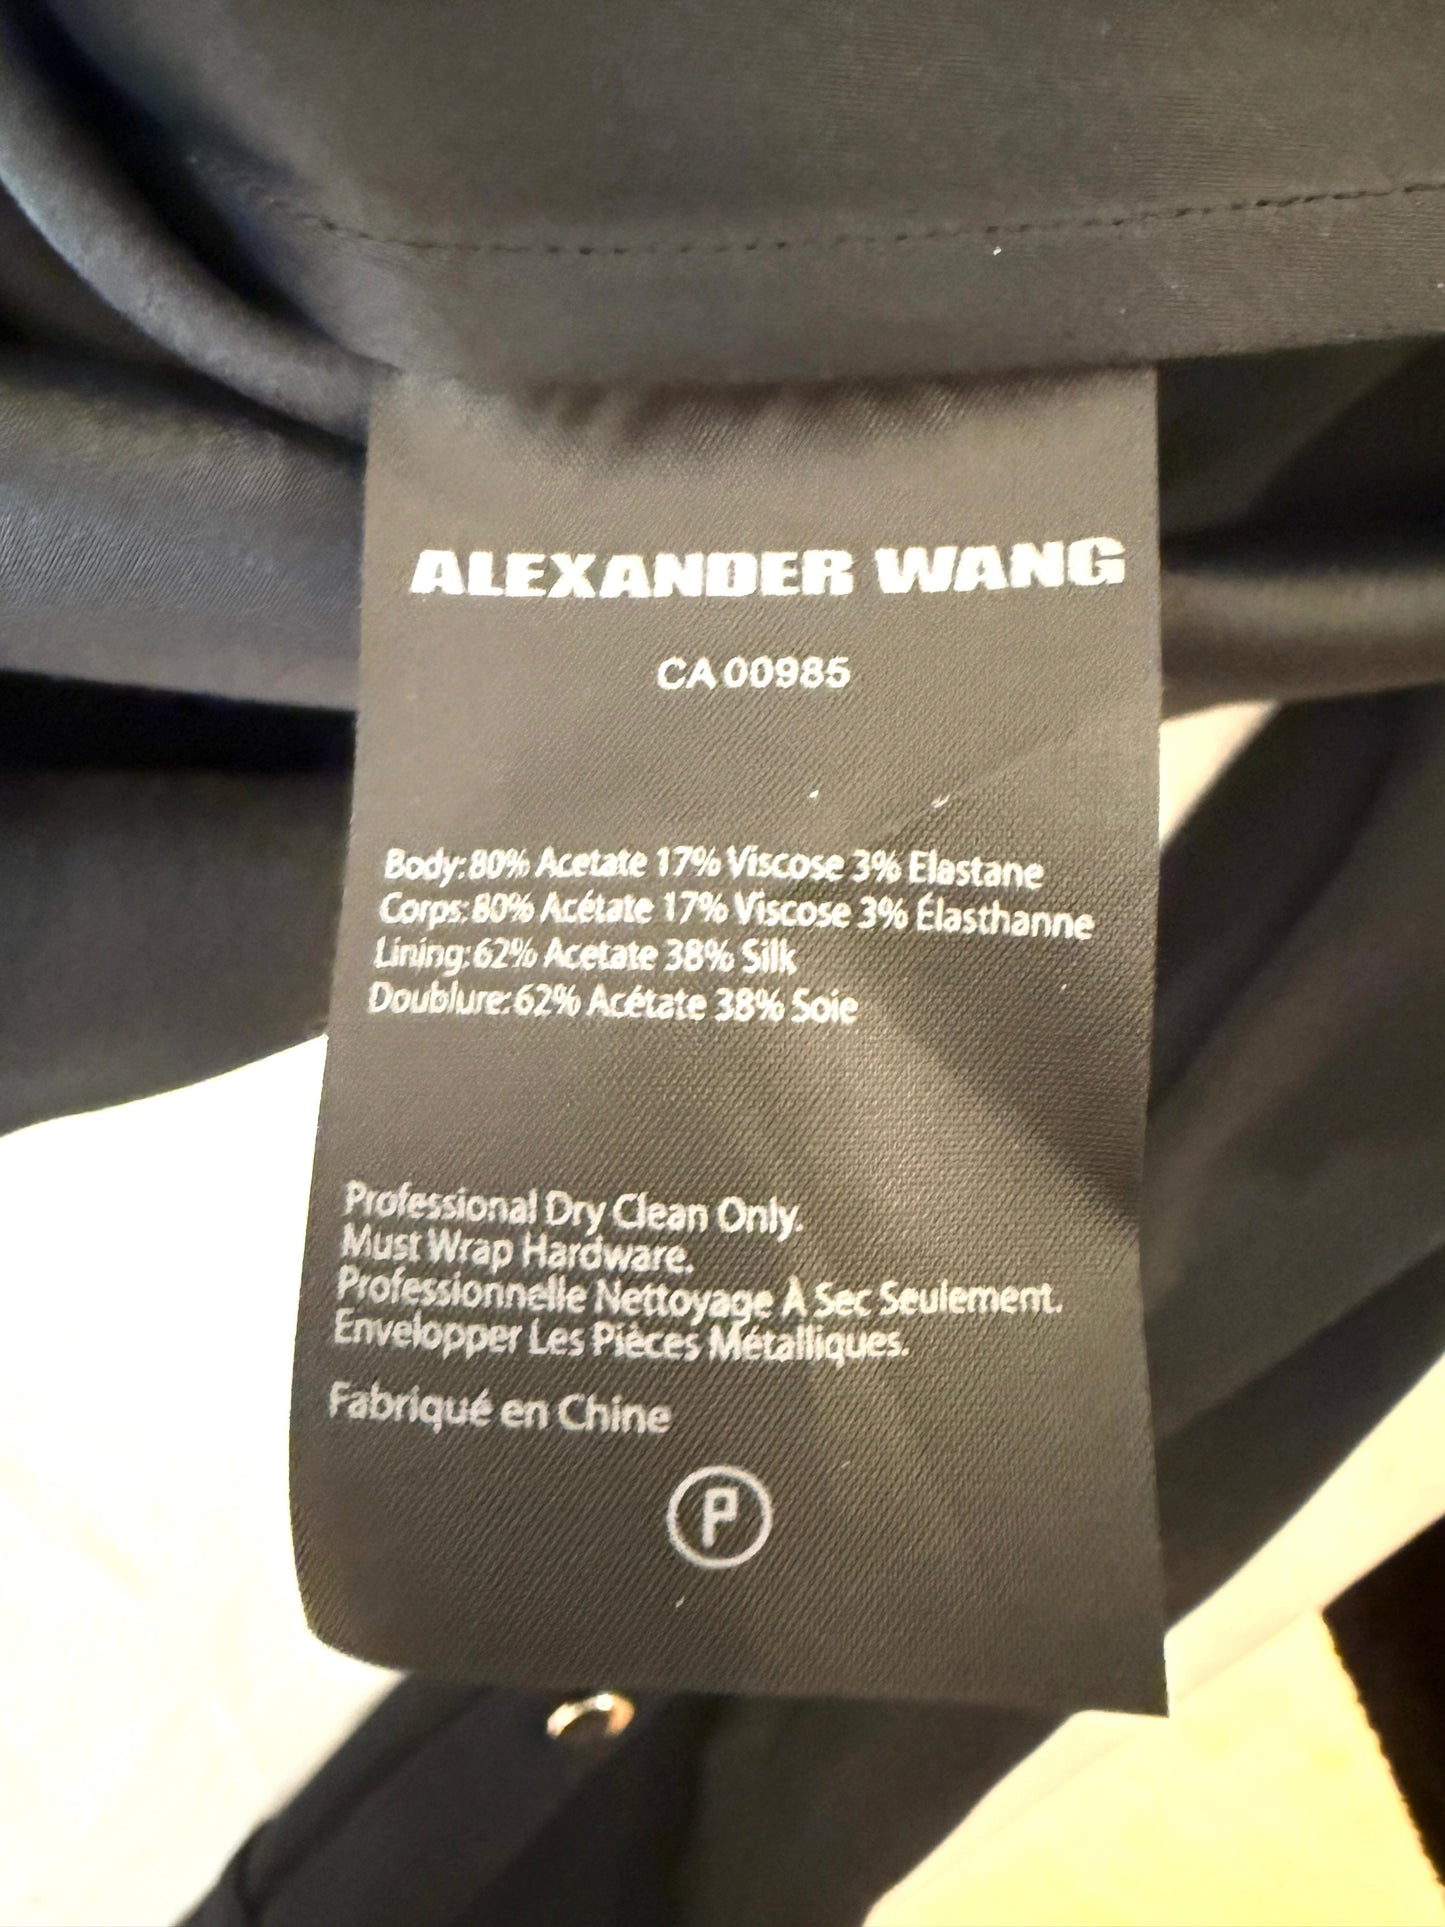 ALEXANDER WANG
CA 00985
Body: 80% Acetate 17% Viscose 3% Elastane
Corps: 80% Acétate 17% Viscose 3% Élasthanne
Lining: 62% Acetate 38% Silk
Doublure: 62% Acétate 38% Soie
Professional Dry Clean Only.
Must Wrap Hardware.
Professionnelle Nettoyage À Sec Seulement.
Envelopper Les Pièces Métalliques.
Fabriqué en Chine
P